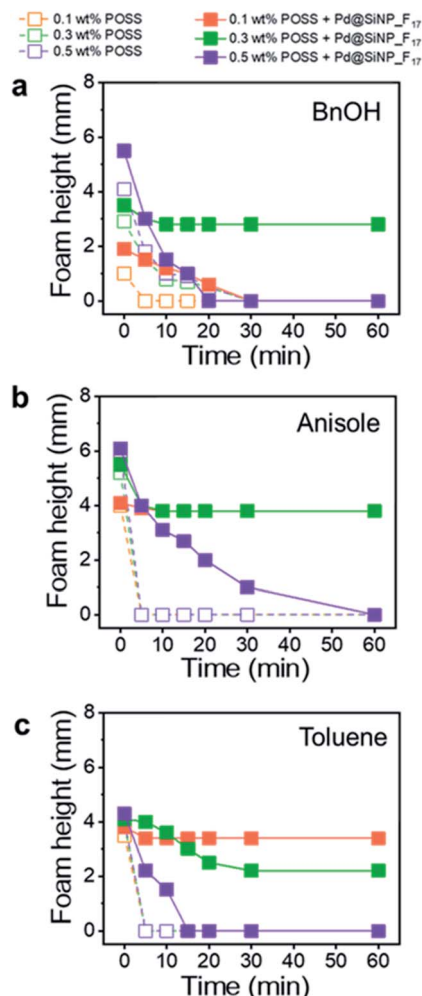 0.1 wt% POSS
0.3 wt% POSS
0.5 wt% POSS
0.1 wt% POSS + Pd@SiNP_F17
0.3 wt% POSS + Pd@SiNP_F17
0.5 wt% POSS + Pd@SiNP_F17
a
BnOH
Foam height (mm)
8
6
4
2
0
0 10 20 30 40 50 60
Time (min)
b
Anisole
Foam height (mm)
8
6
4
2
0
0 10 20 30 40 50 60
Time (min)
c
Toluene
Foam height (mm)
8
6
4
2
0
0 10 20 30 40 50 60
Time (min)